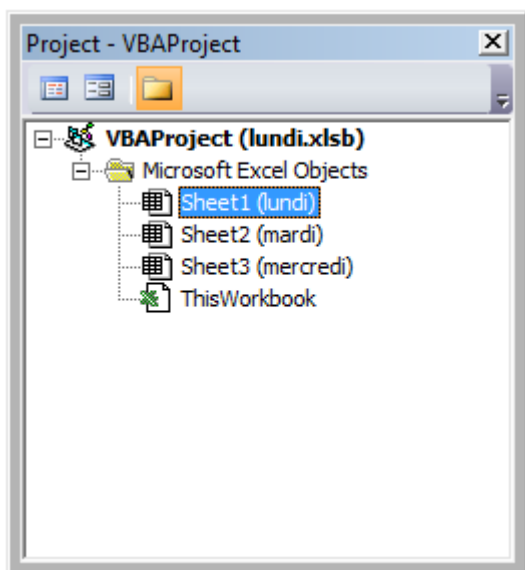 Project - VBAProject
VBAProject (lundi.xlsb)
Microsoft Excel Objects
Sheet1 (lundi)
Sheet2 (mardi)
Sheet3 (mercredi)
ThisWorkbook